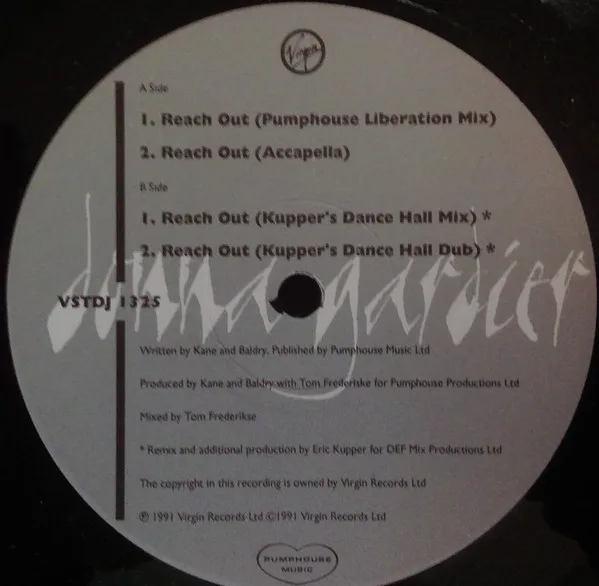 Virgin
A Side
1. Reach Out (Pumphouse Liberation Mix)
2. Reach Out (Accapella)
B Side
1. Reach Out (Kupper's Dance Hall Mix) *
2. Reach Out (Kupper's Dance Hall Dub) *
donna gardier
VSTDJ 1325
Written by Kane and Baldry. Published by Pumphouse Music Ltd
Produced by Kane and Baldry with Tom Frederiske for Pumphouse Productions Ltd
Mixed by Tom Frederikse
* Remix and additional production by Eric Kupper for DEF Mix Productions Ltd
The copyright in this recording is owned by Virgin Records Ltd
℗ 1991 Virgin Records Ltd © 1991 Virgin Records Ltd
PUMPHOUSE
MUSIC